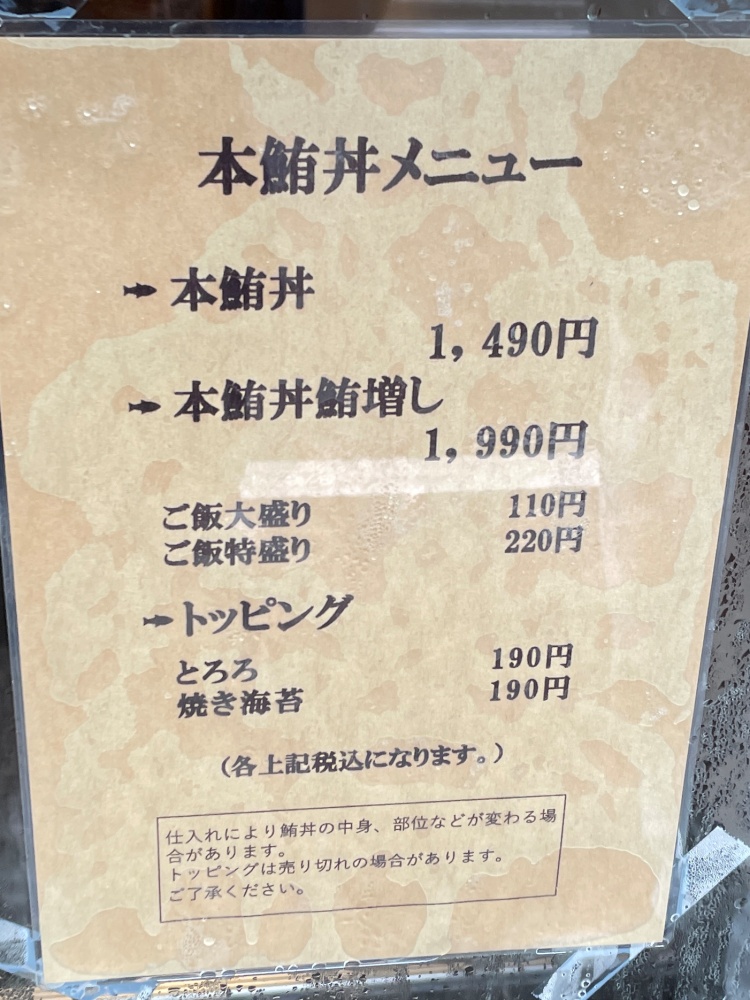 本鮪丼メニュー
本鮪丼
1,490円
本鮪丼鮪増し
1,990円
ご飯大盛り 110円
ご飯特盛り 220円
トッピング
とろろ 190円
焼き海苔 190円
(各上記税込になります。)
仕入れにより鮪丼の中身、部位などが変わる場
合があります。
トッピングは売り切れの場合があります。
ご了承ください。